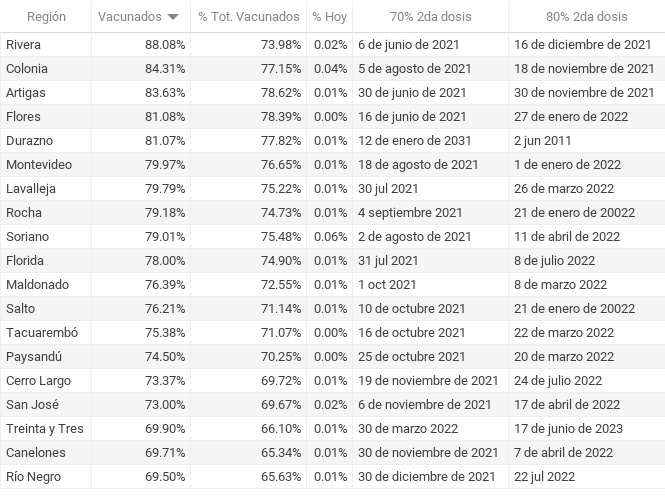 Región Vacunados % Tot. Vacunados % Hoy 70% 2da dosis 80% 2da dosis
Rivera 88.08% 73.98% 0.02% 6 de junio de 2021 16 de diciembre de 2021
Colonia 84.31% 77.15% 0.04% 5 de agosto de 2021 18 de noviembre de 2021
Artigas 83.63% 78.62% 0.01% 30 de junio de 2021 30 de noviembre de 2021
Flores 81.08% 78.39% 0.00% 16 de junio de 2021 27 de enero de 2022
Durazno 81.07% 77.82% 0.01% 12 de enero de 2031 2 jun 2011
Montevideo 79.97% 76.65% 0.01% 18 de agosto de 2021 1 de enero de 2022
Lavalleja 79.79% 75.22% 0.01% 30 jul 2021 26 de marzo 2022
Rocha 79.18% 74.73% 0.01% 4 septiembre 2021 21 de enero de 20022
Soriano 79.01% 75.48% 0.06% 2 de agosto de 2021 11 de abril de 2022
Florida 78.00% 74.90% 0.01% 31 jul 2021 8 de julio 2022
Maldonado 76.39% 72.55% 0.01% 1 oct 2021 8 de marzo 2022
Salto 76.21% 71.14% 0.01% 10 de octubre 2021 21 de enero de 20022
Tacuarembó 75.38% 71.07% 0.00% 16 de octubre 2021 22 de marzo 2022
Paysandú 74.50% 70.25% 0.00% 25 de octubre 2021 20 de marzo 2022
Cerro Largo 73.37% 69.72% 0.01% 19 de noviembre de 2021 24 de julio 2022
San José 73.00% 69.67% 0.02% 6 de noviembre de 2021 17 de abril de 2022
Treinta y Tres 69.90% 66.10% 0.01% 30 de marzo 2022 17 de junio de 2023
Canelones 69.71% 65.34% 0.01% 30 de noviembre de 2021 7 de abril de 2022
Río Negro 69.50% 65.63% 0.01% 30 de diciembre de 2021 22 jul 2022